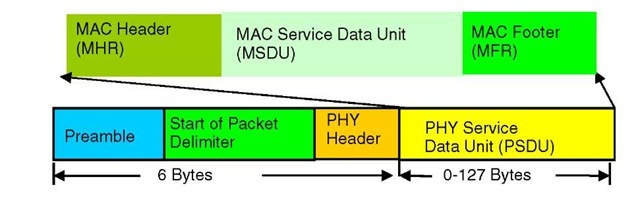 MAC Header
(MHR)
MAC Service Data Unit
(MSDU)
MAC Footer
(MFR)
Preamble
Start of Packet
Delimiter
PHY
Header
PHY Service
Data Unit (PSDU)
6 Bytes
0-127 Bytes